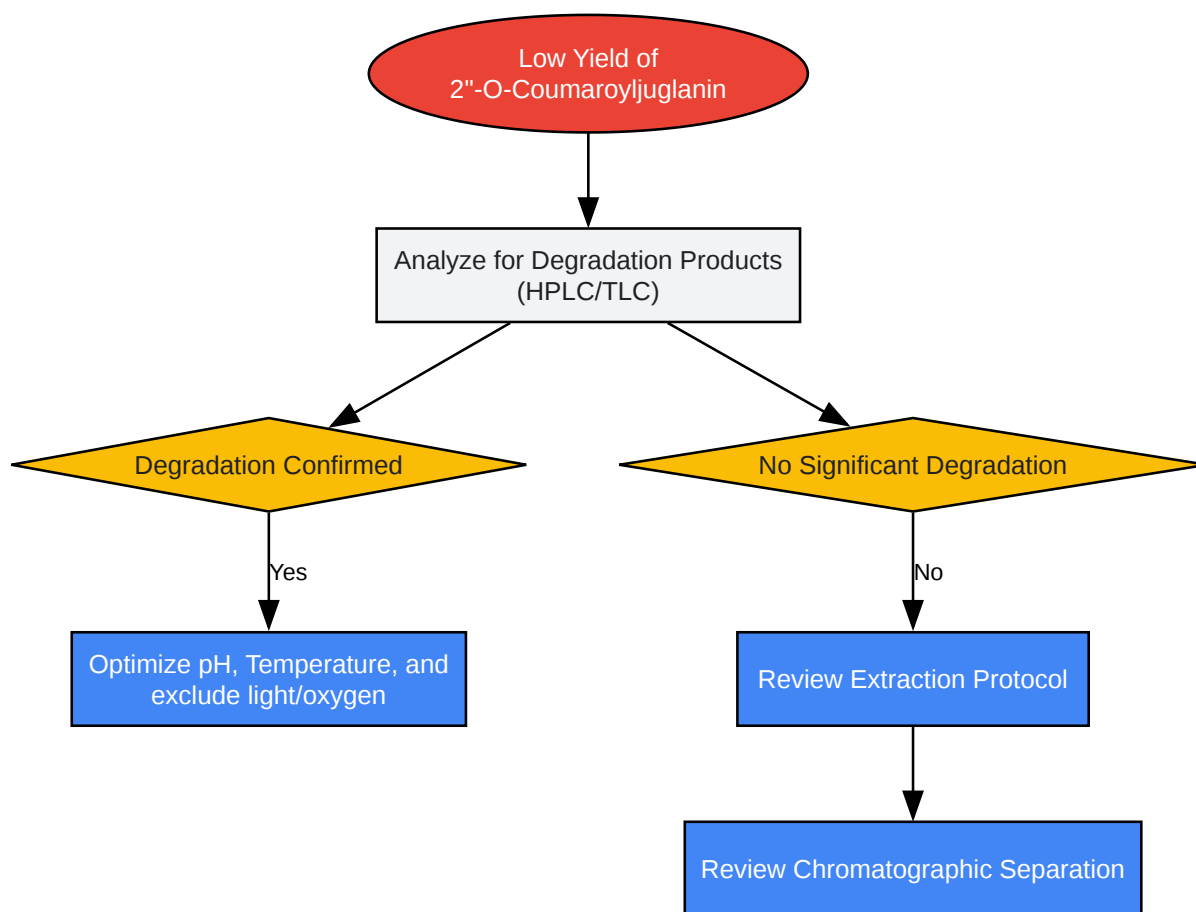 Low Yield of
2"-O-Coumaroyljuglanin
Analyze for Degradation Products
(HPLC/TLC)
Degradation Confirmed
No Significant Degradation
Yes
No
Optimize pH, Temperature, and
exclude light/oxygen
Review Extraction Protocol
Review Chromatographic Separation